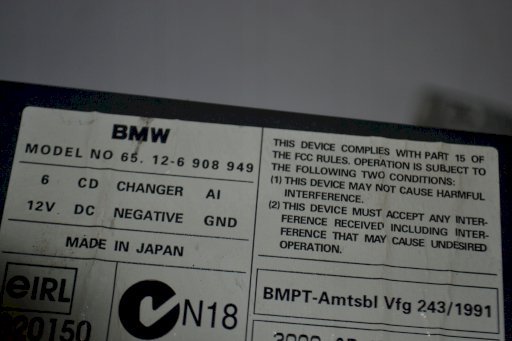 BMW
MODEL NO 65. 12-6 908 949
6 CD CHANGER AI
12V DC NEGATIVE GND
MADE IN JAPAN
THIS DEVICE COMPLIES WITH PART 15 OF
THE FCC RULES. OPERATION IS SUBJECT TO
THE FOLLOWING TWO CONDITIONS:
(1) THIS DEVICE MAY NOT CAUSE HARMFUL
INTERFERENCE.
(2) THIS DEVICE MUST ACCEPT ANY INTER-
FERENCE RECEIVED INCLUDING INTER-
FERENCE THAT MAY CAUSE UNDESIRED
OPERATION.
eIRL
20150
N18
BMPT-Amtsbl Vfg 243/1991